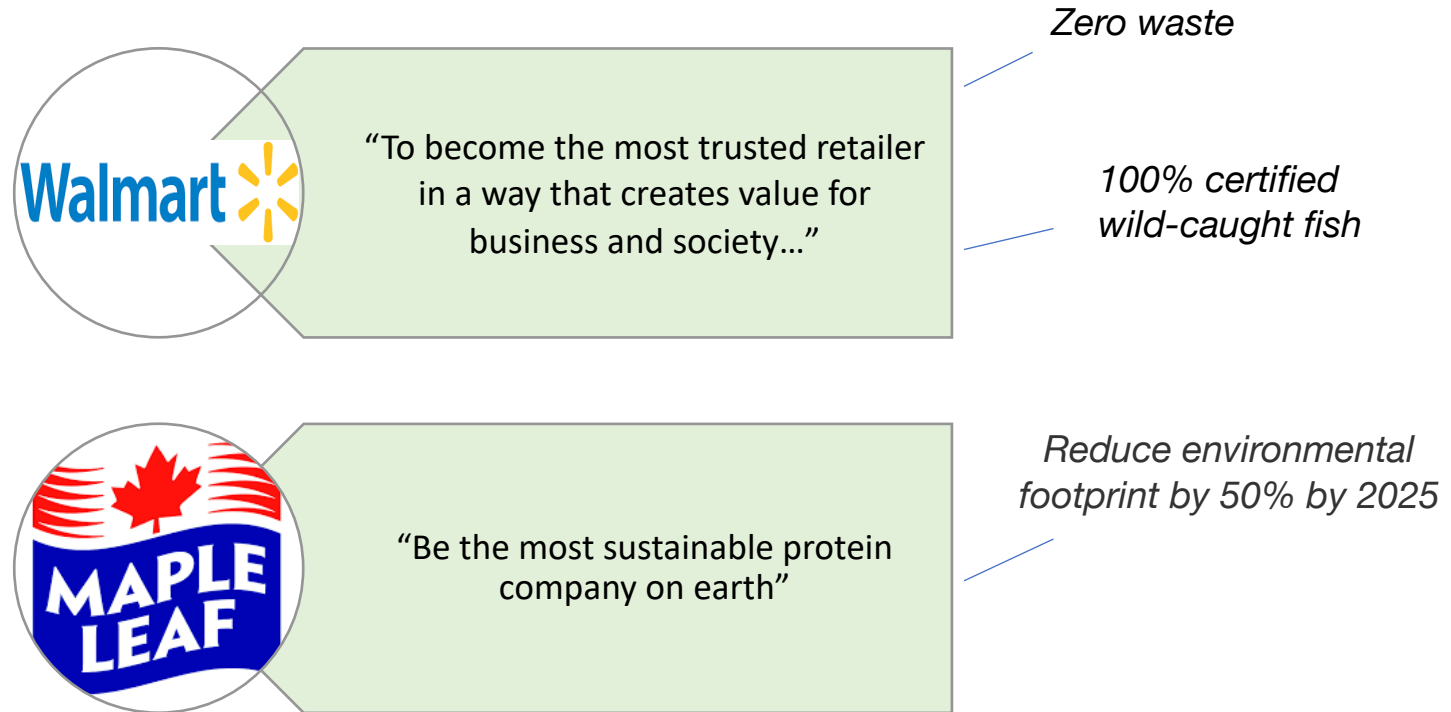 Zero waste
Walmart
“To become the most trusted retailer
in a way that creates value for
business and society…”
100% certified
wild-caught fish
MAPLE
LEAF
“Be the most sustainable protein
company on earth”
Reduce environmental
footprint by 50% by 2025